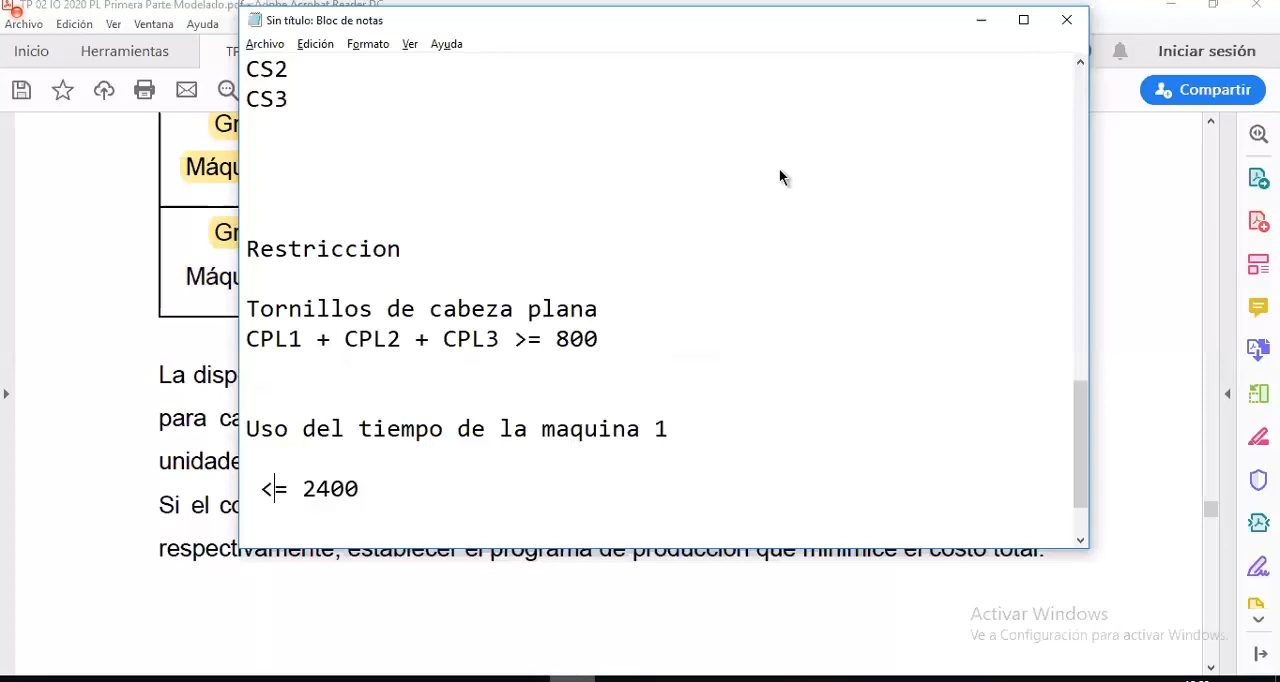 TP 02 IO 2020 PL Primera Parte Modelado.pdf - Adobe Acrobat Reader DC
Archivo Edición Ver Ventana Ayuda
Inicio Herramientas TP
Iniciar sesión
Compartir
Sin título: Bloc de notas
Archivo Edición Formato Ver Ayuda
CS2
CS3
Restriccion
Tornillos de cabeza plana
CPL1 + CPL2 + CPL3 >= 800
Uso del tiempo de la maquina 1
<= 2400
Gr
Máqu
Gr
Máqu
La disp
para ca
unidade
Si el co
respectivamente, establecer el programa de producción que minimice el costo total.
Activar Windows
Ve a Configuración para activar Windows.